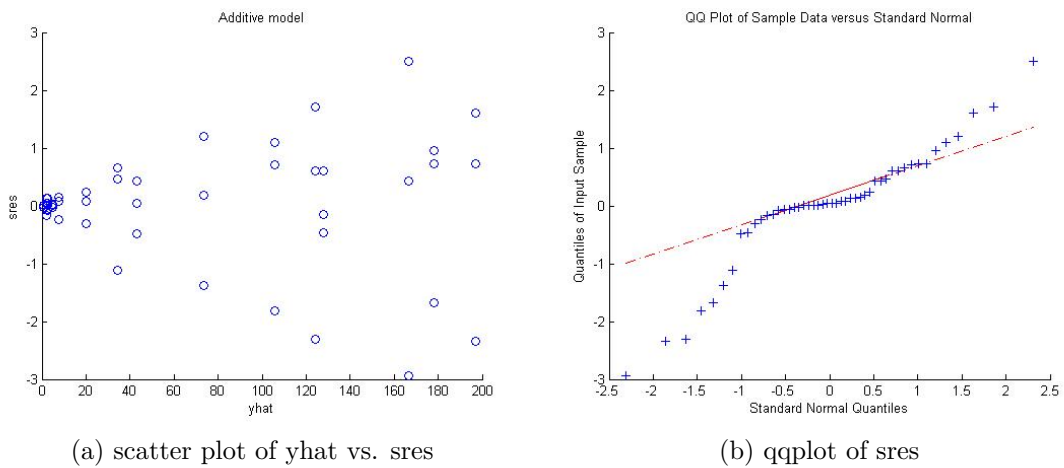 Additive model
3
2
1
0
-1
-2
-3
sres
0 20 40 60 80 100 120 140 160 180 200
yhat
(a) scatter plot of yhat vs. sres
QQ Plot of Sample Data versus Standard Normal
3
2
1
0
-1
-2
-3
Quantiles of Input Sample
-2.5 -2 -1.5 -1 -0.5 0 0.5 1 1.5 2 2.5
Standard Normal Quantiles
(b) qqplot of sres